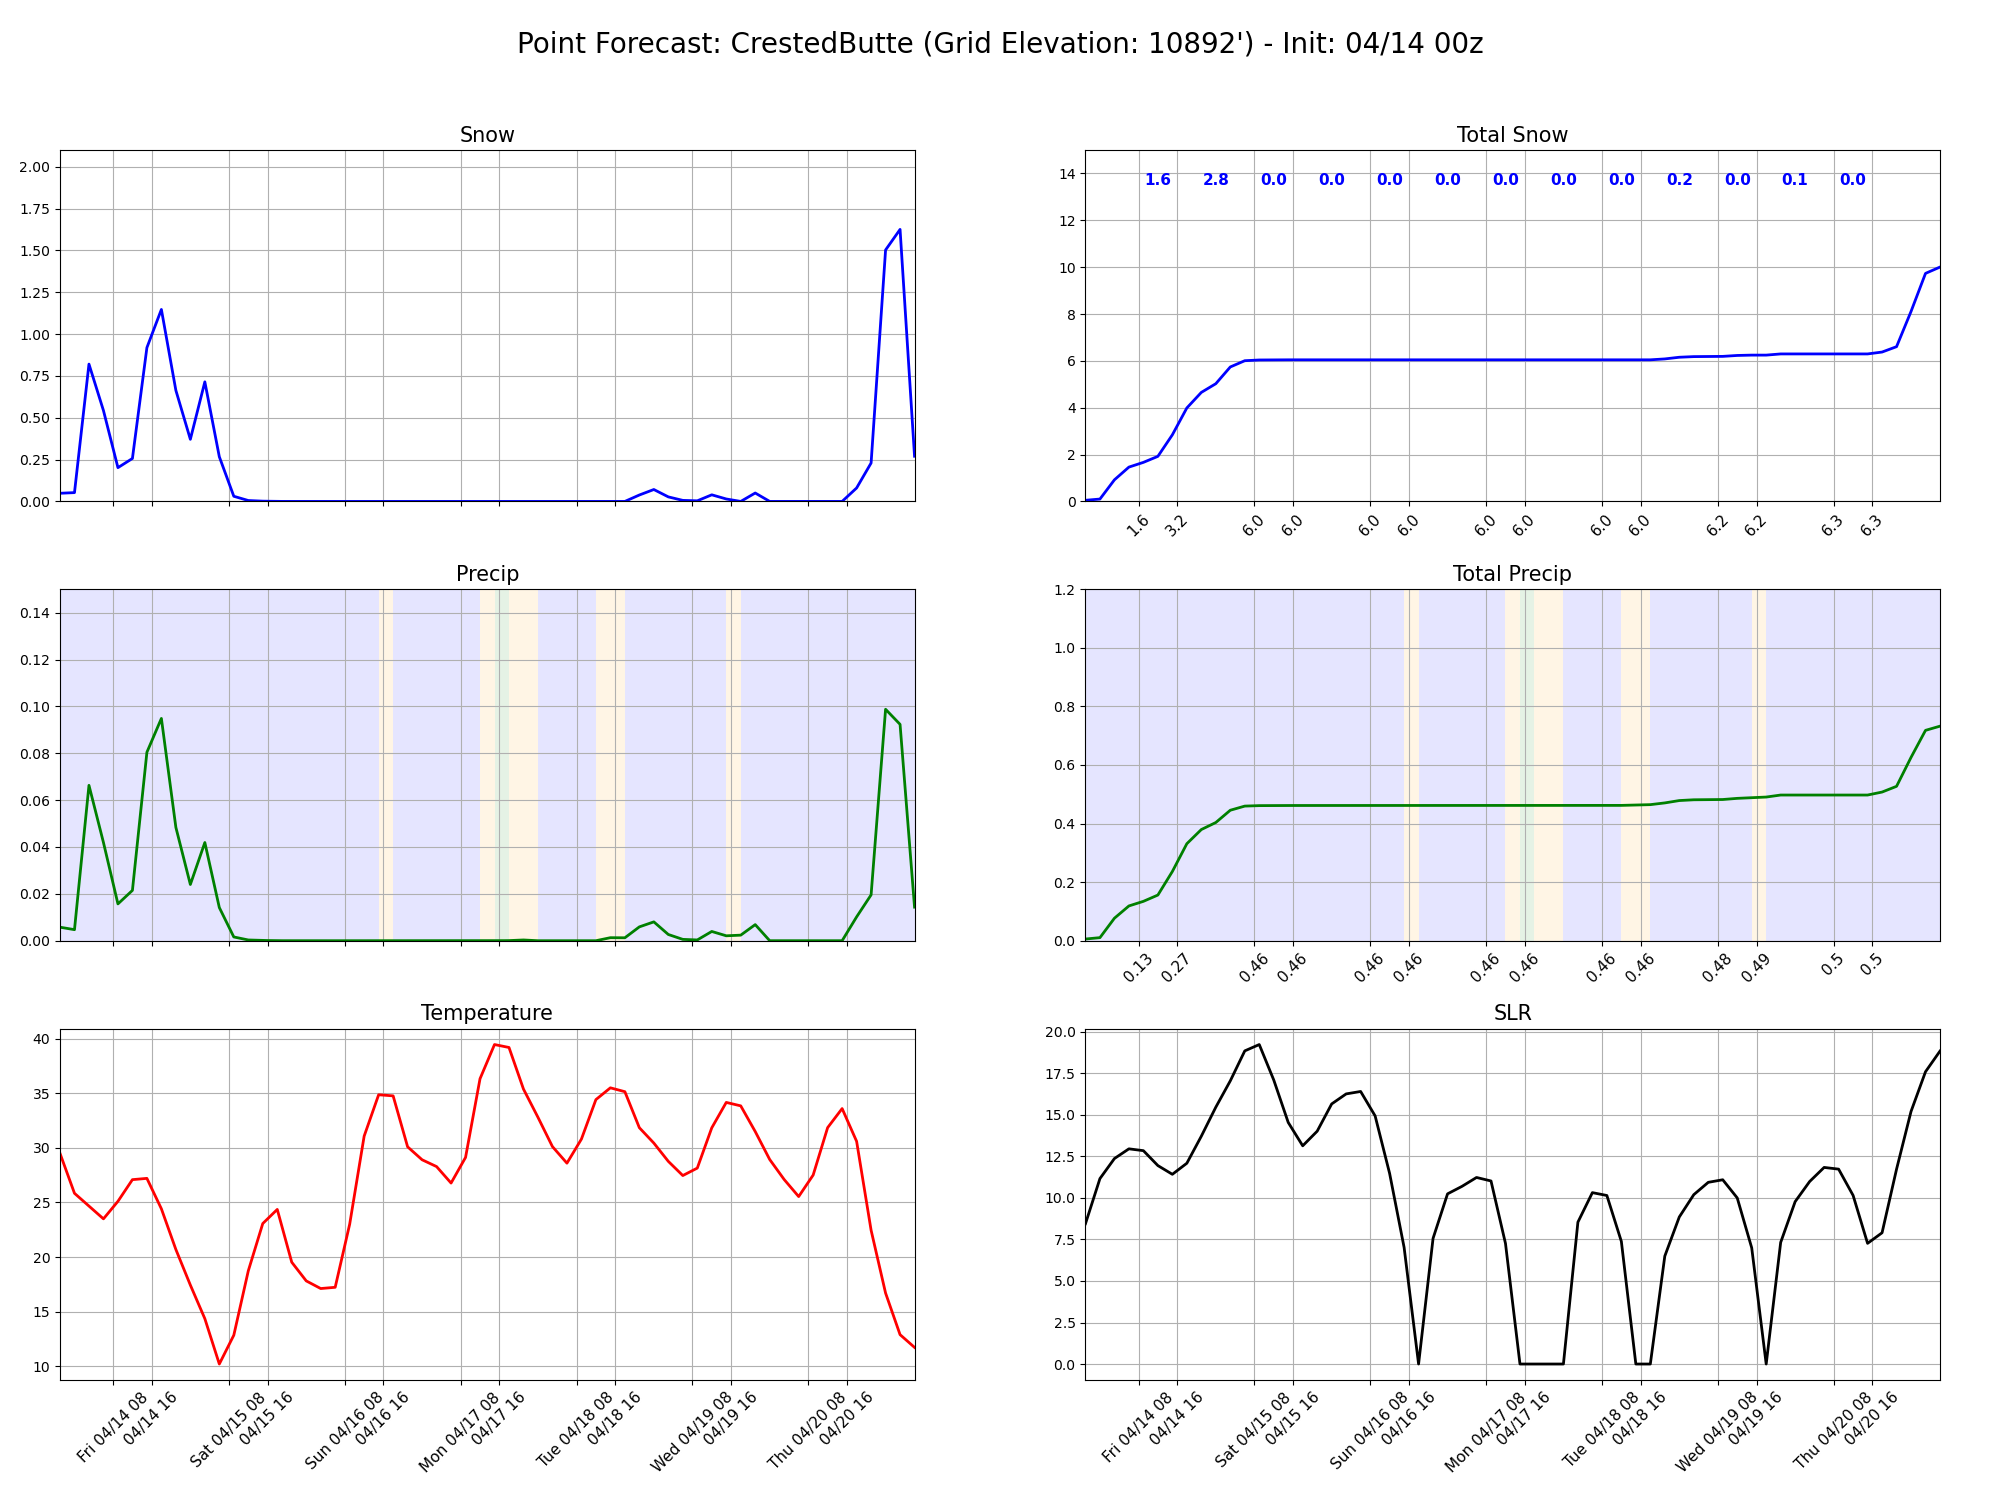 Point Forecast: CrestedButte (Grid Elevation: 10892') - Init: 04/14 00z
Snow
2.00
1.75
1.50
1.25
1.00
0.75
0.50
0.25
0.00
Total Snow
14
12
10
8
6
4
2
0
1.6 2.8 0.0 0.0 0.0 0.0 0.0 0.0 0.0 0.2 0.0 0.1 0.0
1.6 3.2 6.0 6.0 6.0 6.0 6.0 6.0 6.0 6.0 6.2 6.2 6.3 6.3
Precip
0.14
0.12
0.10
0.08
0.06
0.04
0.02
0.00
Total Precip
1.2
1.0
0.8
0.6
0.4
0.2
0.0
0.13 0.27 0.46 0.46 0.46 0.46 0.46 0.46 0.46 0.46 0.48 0.49 0.5 0.5
Temperature
40
35
30
25
20
15
10
Fri 04/14 08
04/14 16
Sat 04/15 08
04/15 16
Sun 04/16 08
04/16 16
Mon 04/17 08
04/17 16
Tue 04/18 08
04/18 16
Wed 04/19 08
04/19 16
Thu 04/20 08
04/20 16
SLR
20.0
17.5
15.0
12.5
10.0
7.5
5.0
2.5
0.0
Fri 04/14 08
04/14 16
Sat 04/15 08
04/15 16
Sun 04/16 08
04/16 16
Mon 04/17 08
04/17 16
Tue 04/18 08
04/18 16
Wed 04/19 08
04/19 16
Thu 04/20 08
04/20 16